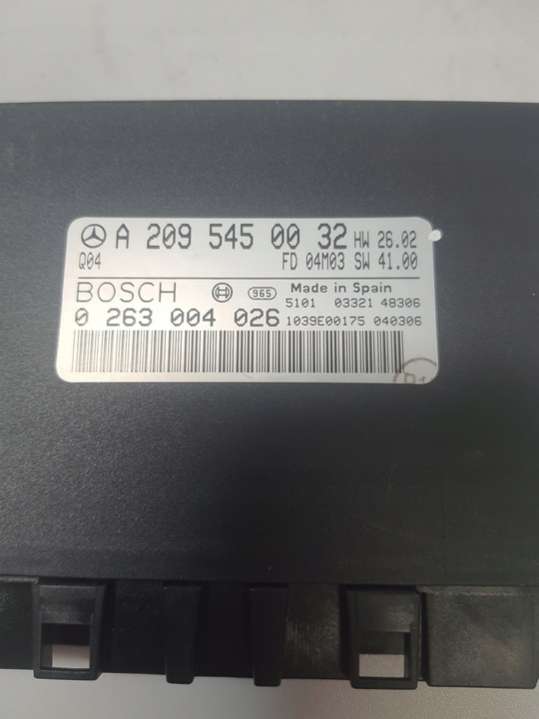 A 209 545 00 32 HW 26.02
Q04 FD 04M03 SW 41.00
BOSCH 965 Made in Spain
5101 03321 48306
0 263 004 026 1039E00175 040306